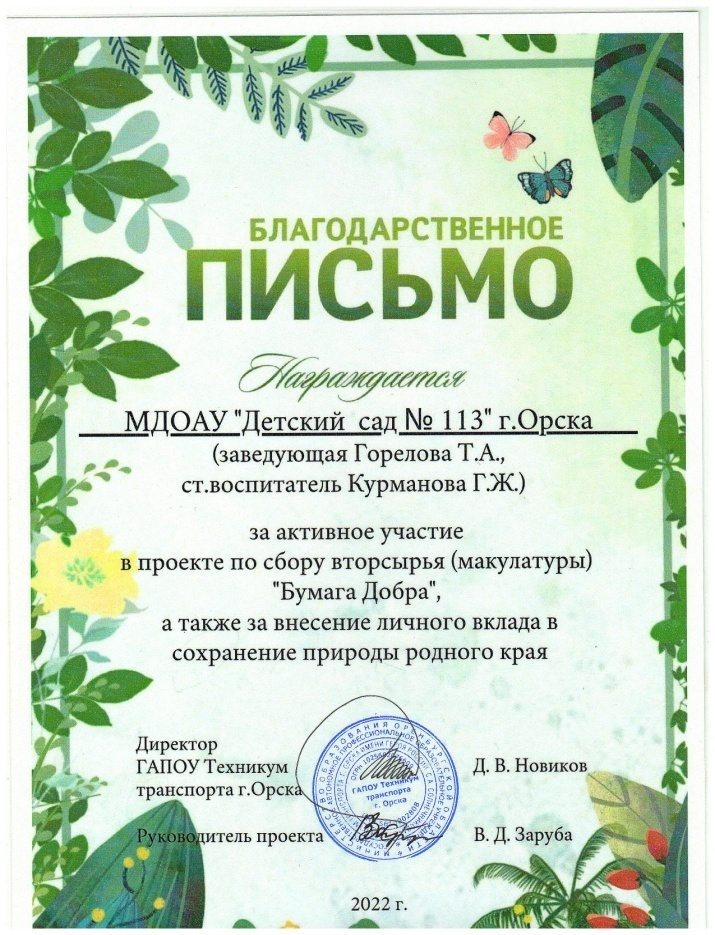 БЛАГОДАРСТВЕННОЕ
ПИСЬМО
Награждается
МДОАУ "Детский сад № 113" г.Орска
(заведующая Горелова Т.А.,
ст.воспитатель Курманова Г.Ж.)
за активное участие
в проекте по сбору вторсырья (макулатуры)
"Бумага Добра",
а также за внесение личного вклада в
сохранение природы родного края
Директор
ГАПОУ Техникум
транспорта г.Орска
Д. В. Новиков
ГАПОУ Техникум
транспорта
г. Орска
Руководитель проекта
В. Д. Заруба
2022 г.